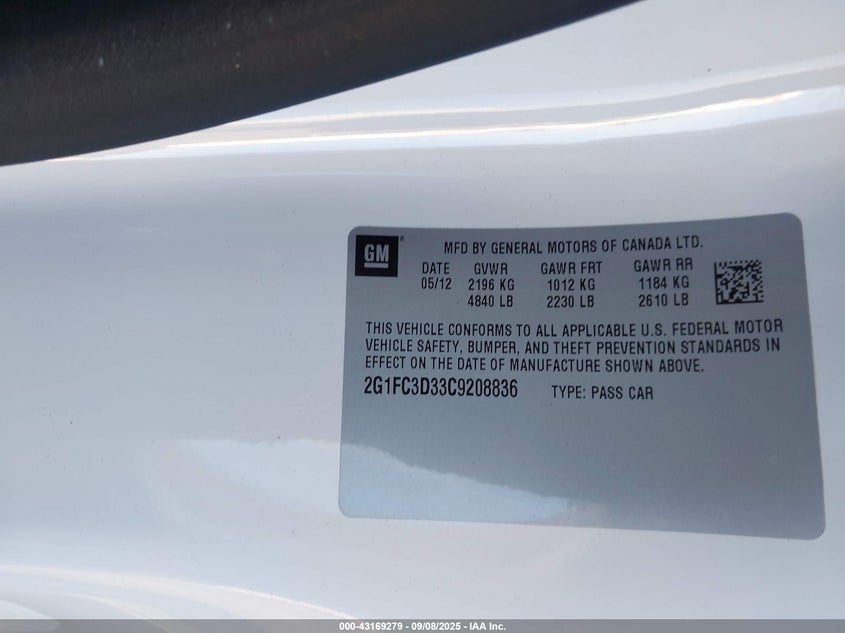 GM
MFD BY GENERAL MOTORS OF CANADA LTD.
DATE GVWR GAWR FRT GAWR RR
05/12 2196 KG 1012 KG 1184 KG
4840 LB 2230 LB 2610 LB
THIS VEHICLE CONFORMS TO ALL APPLICABLE U.S. FEDERAL MOTOR
VEHICLE SAFETY, BUMPER, AND THEFT PREVENTION STANDARDS IN
EFFECT ON THE DATE OF MANUFACTURE SHOWN ABOVE.
2G1FC3D33C9208836 TYPE: PASS CAR
000-43169279 - 09/08/2025 - IAA Inc.